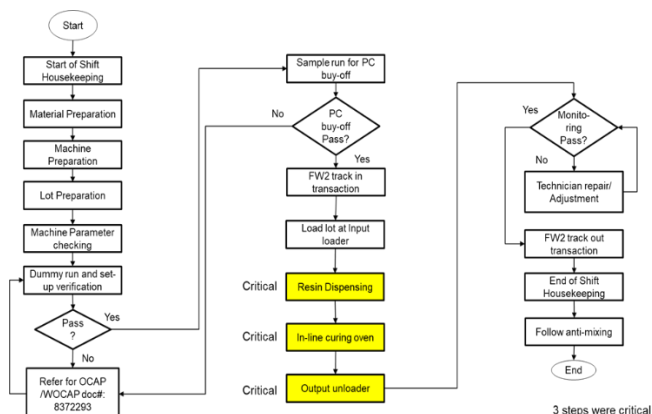 Start
Start of Shift
Housekeeping
Material Preparation
Machine
Preparation
Lot Preparation
Machine Parameter
checking
Dummy run and set-
up verification
Pass
?
Yes
No
Refer for OCAP
/WOCAP doc#:
8372293
Sample run for PC
buy-off
No
PC
buy-off
Pass?
Yes
FW2 track in
transaction
Load lot at Input
loader
Critical
Resin Dispensing
Critical
In-line curing oven
Critical
Output unloader
Yes
Monito-
ring
Pass?
No
Technician repair/
Adjustment
FW2 track out
transaction
End of Shift
Housekeeping
Follow anti-mixing
End
3 steps were critical